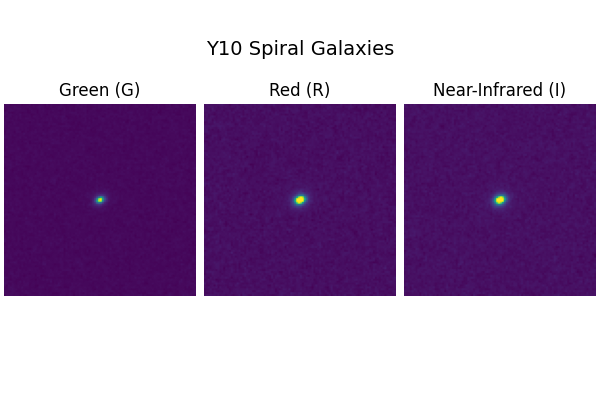 Y10 Spiral Galaxies
Green (G)
Red (R)
Near-Infrared (I)